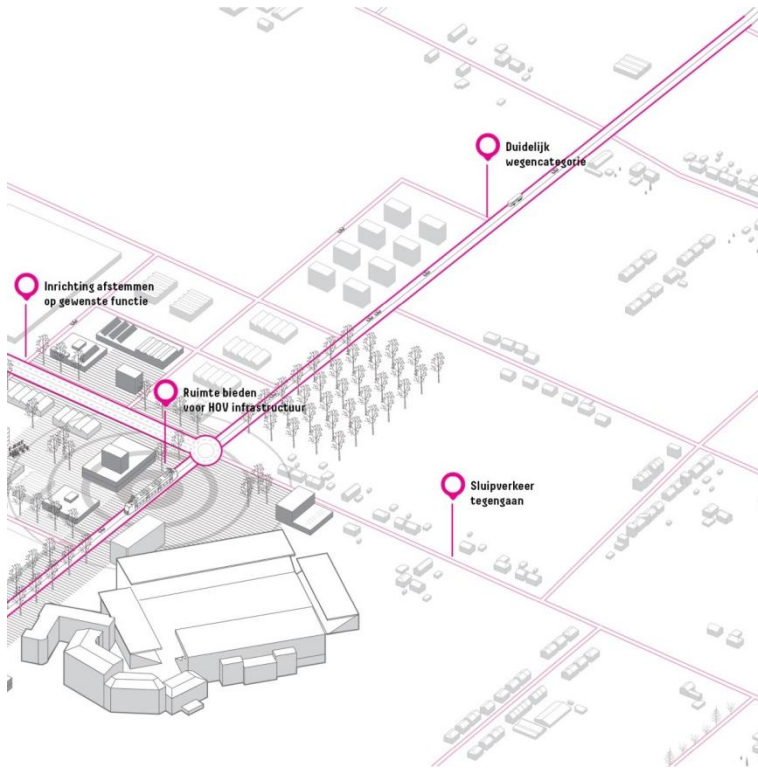 Duidelijk
wegencategorie
Inrichting afstemmen
op gewenste functie
Ruimte bieden
voor HOV infrastructuur
Sluipverkeer
tegengaan